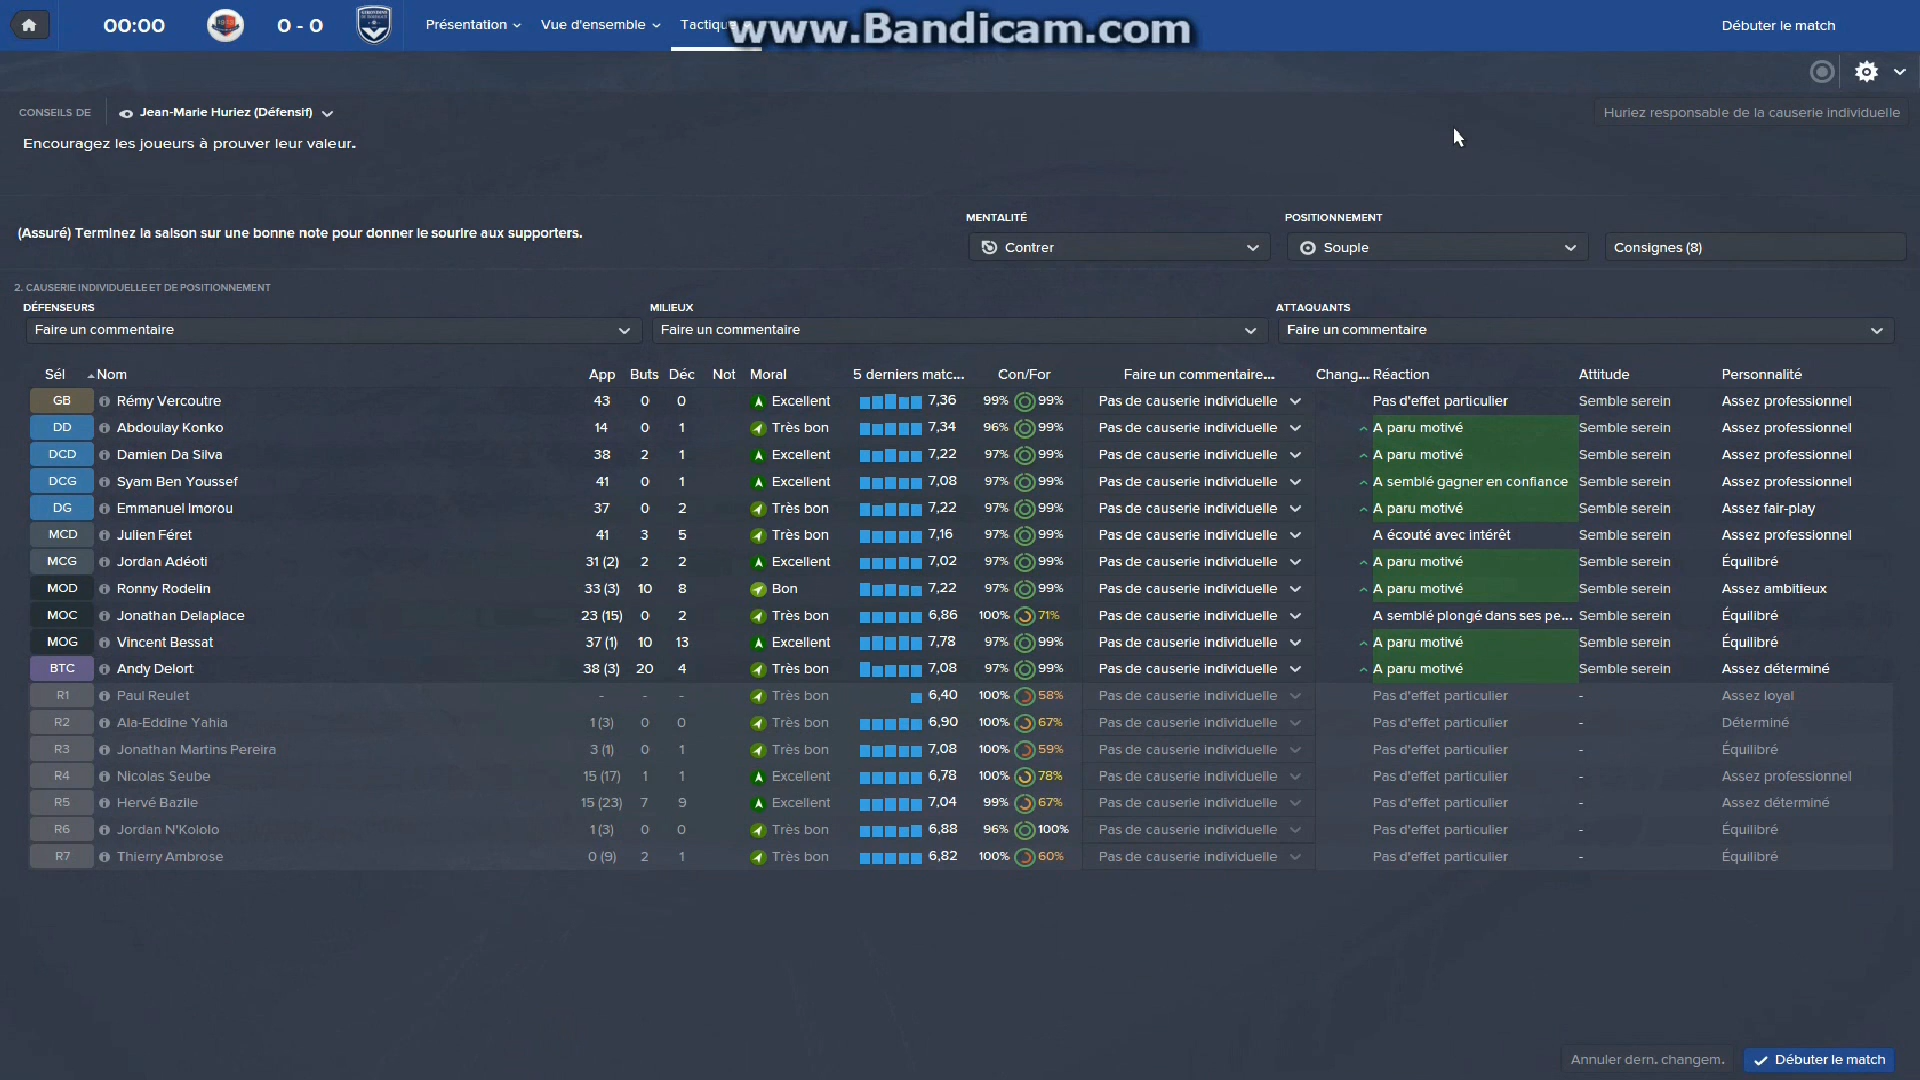 00:00 0 - 0 Présentation Vue d'ensemble Tactiqu www.Bandicam.com Débuter le match
CONSEILS DE Jean-Marie Huriez (Défensif) Huriez responsable de la causerie individuelle
Encouragez les joueurs à prouver leur valeur.
MENTALITÉ POSITIONNEMENT
(Assuré) Terminez la saison sur une bonne note pour donner le sourire aux supporters.
Contrer Souple Consignes (8)
2. CAUSERIE INDIVIDUELLE ET DE POSITIONNEMENT
DÉFENSEURS MILIEUX ATTAQUANTS
Faire un commentaire Faire un commentaire Faire un commentaire
Sél Nom App Buts Déc Not Moral 5 derniers matc... Con/For Faire un commentaire... Chang... Réaction Attitude Personnalité
GB Rémy Vercoutre 43 0 0 Excellent 7,36 99% 99% Pas de causerie individuelle Pas d'effet particulier Semble serein Assez professionnel
DD Abdoulay Konko 14 0 1 Très bon 7,34 96% 99% Pas de causerie individuelle A paru motivé Semble serein Assez professionnel
DCD Damien Da Silva 38 2 1 Excellent 7,22 97% 99% Pas de causerie individuelle A paru motivé Semble serein Assez professionnel
DCG Syam Ben Youssef 41 0 1 Excellent 7,08 97% 99% Pas de causerie individuelle A semblé gagner en confiance Semble serein Assez professionnel
DG Emmanuel Imorou 37 0 2 Très bon 7,22 97% 99% Pas de causerie individuelle A paru motivé Semble serein Assez fair-play
MCD Julien Féret 41 3 5 Très bon 7,16 97% 99% Pas de causerie individuelle A écouté avec intérêt Semble serein Assez professionnel
MCG Jordan Adéoti 31 (2) 2 2 Excellent 7,02 97% 99% Pas de causerie individuelle A paru motivé Semble serein Équilibré
MOD Ronny Rodelin 33 (3) 10 8 Bon 7,22 97% 99% Pas de causerie individuelle A paru motivé Semble serein Assez ambitieux
MOC Jonathan Delaplace 23 (15) 0 2 Très bon 6,86 100% 71% Pas de causerie individuelle A semblé plongé dans ses pe... Semble serein Équilibré
MOG Vincent Bessat 37 (1) 10 13 Excellent 7,78 97% 99% Pas de causerie individuelle A paru motivé Semble serein Équilibré
BTC Andy Delort 38 (3) 20 4 Très bon 7,08 97% 99% Pas de causerie individuelle A paru motivé Semble serein Assez déterminé
R1 Paul Reulet - - - Très bon 6,40 100% 58% Pas de causerie individuelle Pas d'effet particulier - Assez loyal
R2 Ala-Eddine Yahia 1 (3) 0 0 Très bon 6,90 100% 67% Pas de causerie individuelle Pas d'effet particulier - Déterminé
R3 Jonathan Martins Pereira 3 (1) 0 1 Très bon 7,08 100% 59% Pas de causerie individuelle Pas d'effet particulier - Équilibré
R4 Nicolas Seube 15 (17) 1 1 Excellent 6,78 100% 78% Pas de causerie individuelle Pas d'effet particulier - Assez professionnel
R5 Hervé Bazile 15 (23) 7 9 Excellent 7,04 99% 67% Pas de causerie individuelle Pas d'effet particulier - Assez déterminé
R6 Jordan N'Kololo 1 (3) 0 0 Très bon 6,88 96% 100% Pas de causerie individuelle Pas d'effet particulier - Équilibré
R7 Thierry Ambrose 0 (9) 2 1 Très bon 6,82 100% 60% Pas de causerie individuelle Pas d'effet particulier - Équilibré
Annuler dern. changem. Débuter le match